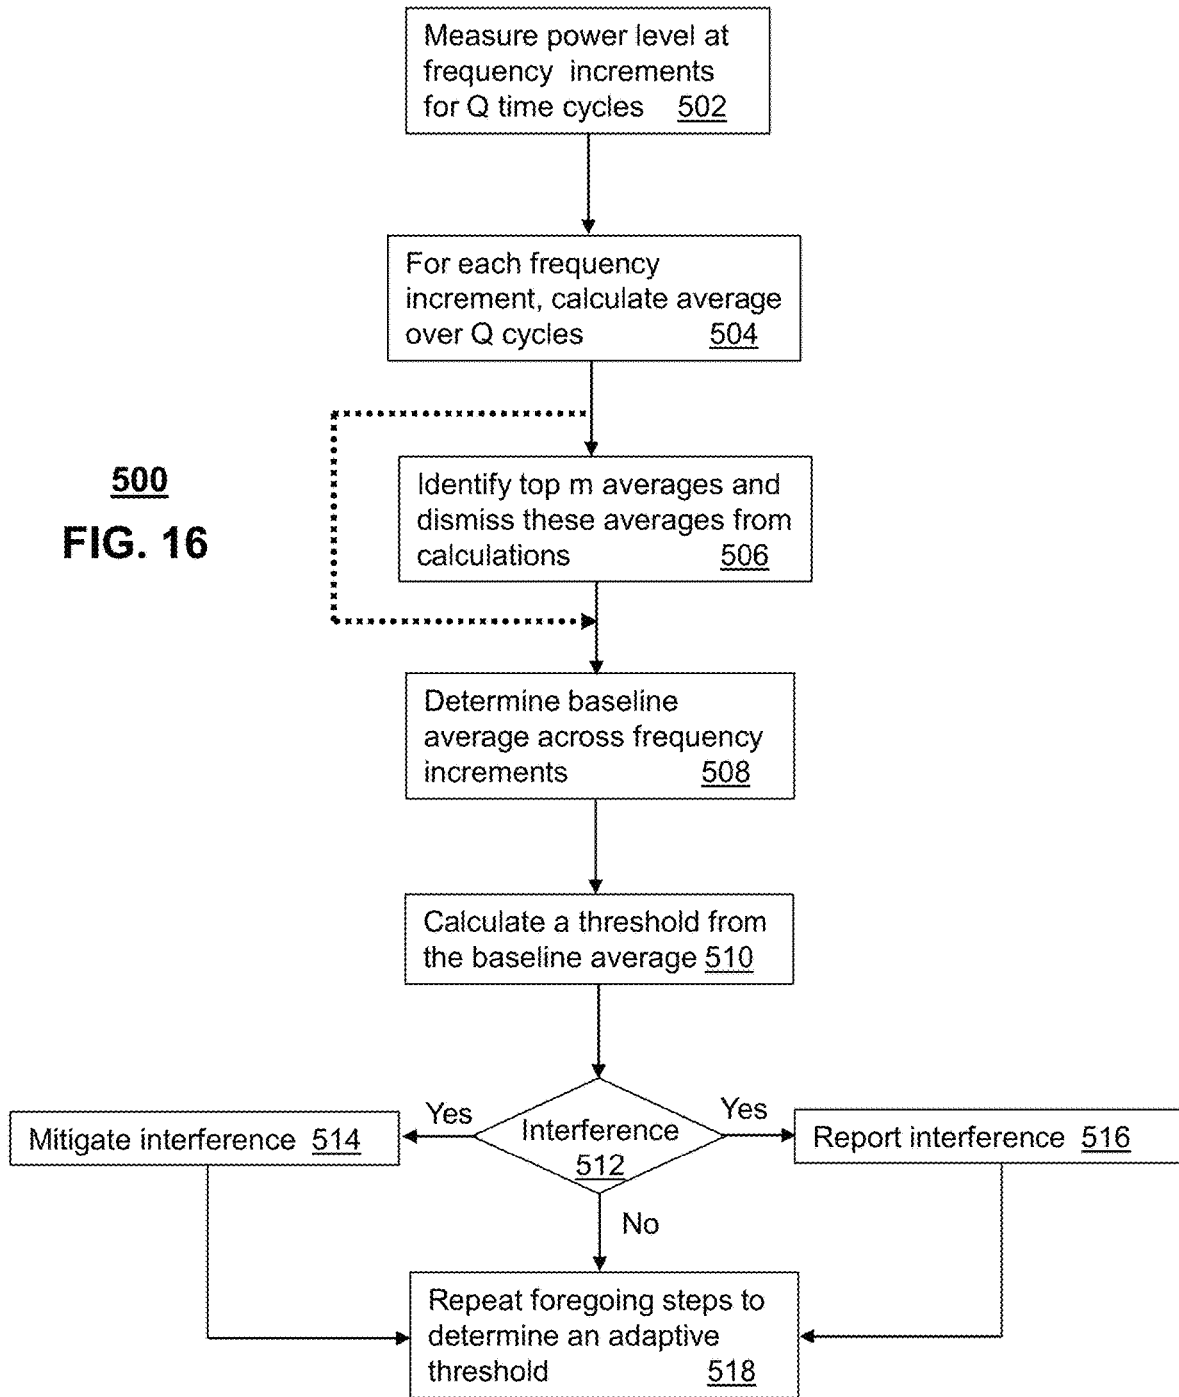 Measure power level at
frequency increments
for Q time cycles 502
For each frequency
increment, calculate average
over Q cycles 504
500
FIG. 16
Identify top m averages and
dismiss these averages from
calculations 506
Determine baseline
average across frequency
increments 508
Calculate a threshold from
the baseline average 510
Yes
Yes
Mitigate interference 514
Interference
512
Report interference 516
No
Repeat foregoing steps to
determine an adaptive
threshold 518